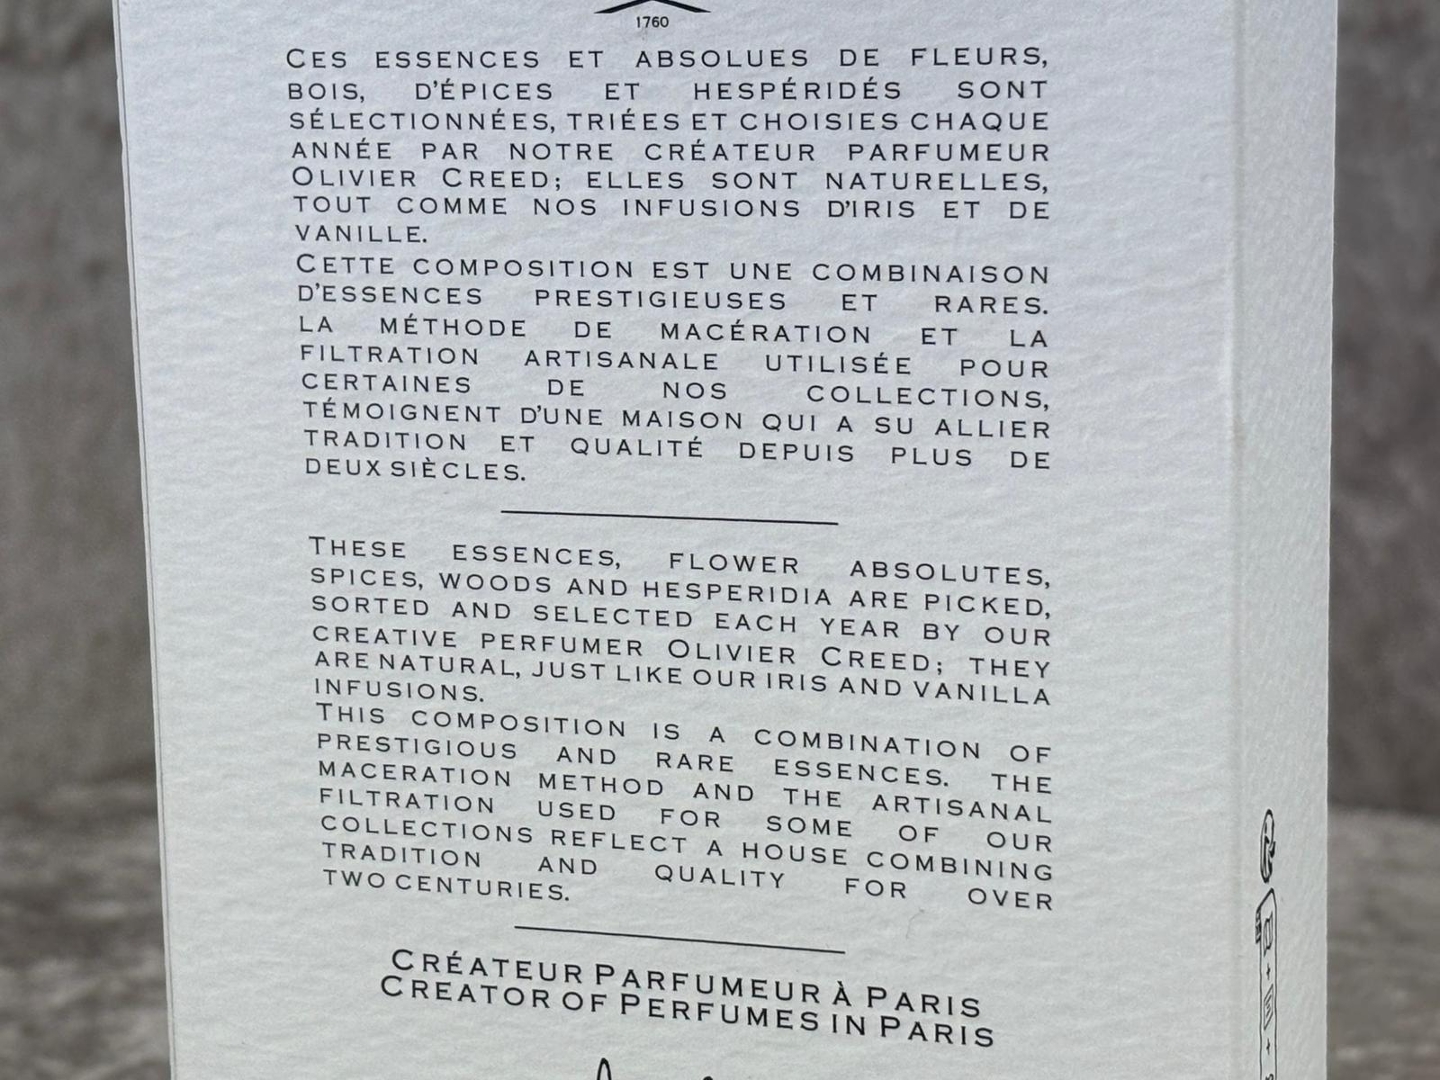 1760
CES ESSENCES ET ABSOLUES DE FLEURS,
BOIS, D'ÉPICES ET HESPÉRIDÉS SONT
SÉLECTIONNÉES, TRIÉES ET CHOISIES CHAQUE
ANNÉE PAR NOTRE CRÉATEUR PARFUMEUR
OLIVIER CREED; ELLES SONT NATURELLES,
TOUT COMME NOS INFUSIONS D'IRIS ET DE
VANILLE.
CETTE COMPOSITION EST UNE COMBINAISON
D'ESSENCES PRESTIGIEUSES ET RARES.
LA MÉTHODE DE MACÉRATION ET LA
FILTRATION ARTISANALE UTILISÉE POUR
CERTAINES DE NOS COLLECTIONS,
TÉMOIGNENT D'UNE MAISON QUI A SU ALLIER
TRADITION ET QUALITÉ DEPUIS PLUS DE
DEUX SIÈCLES.
THESE ESSENCES, FLOWER ABSOLUTES,
SPICES, WOODS AND HESPERIDIA ARE PICKED,
SORTED AND SELECTED EACH YEAR BY OUR
CREATIVE PERFUMER OLIVIER CREED; THEY
ARE NATURAL, JUST LIKE OUR IRIS AND VANILLA
INFUSIONS.
THIS COMPOSITION IS A COMBINATION OF
PRESTIGIOUS AND RARE ESSENCES. THE
MACERATION METHOD AND THE ARTISANAL
FILTRATION USED FOR SOME OF OUR
COLLECTIONS REFLECT A HOUSE COMBINING
TRADITION AND QUALITY FOR OVER
TWO CENTURIES.
CRÉATEUR PARFUMEUR À PARIS
CREATOR OF PERFUMES IN PARIS